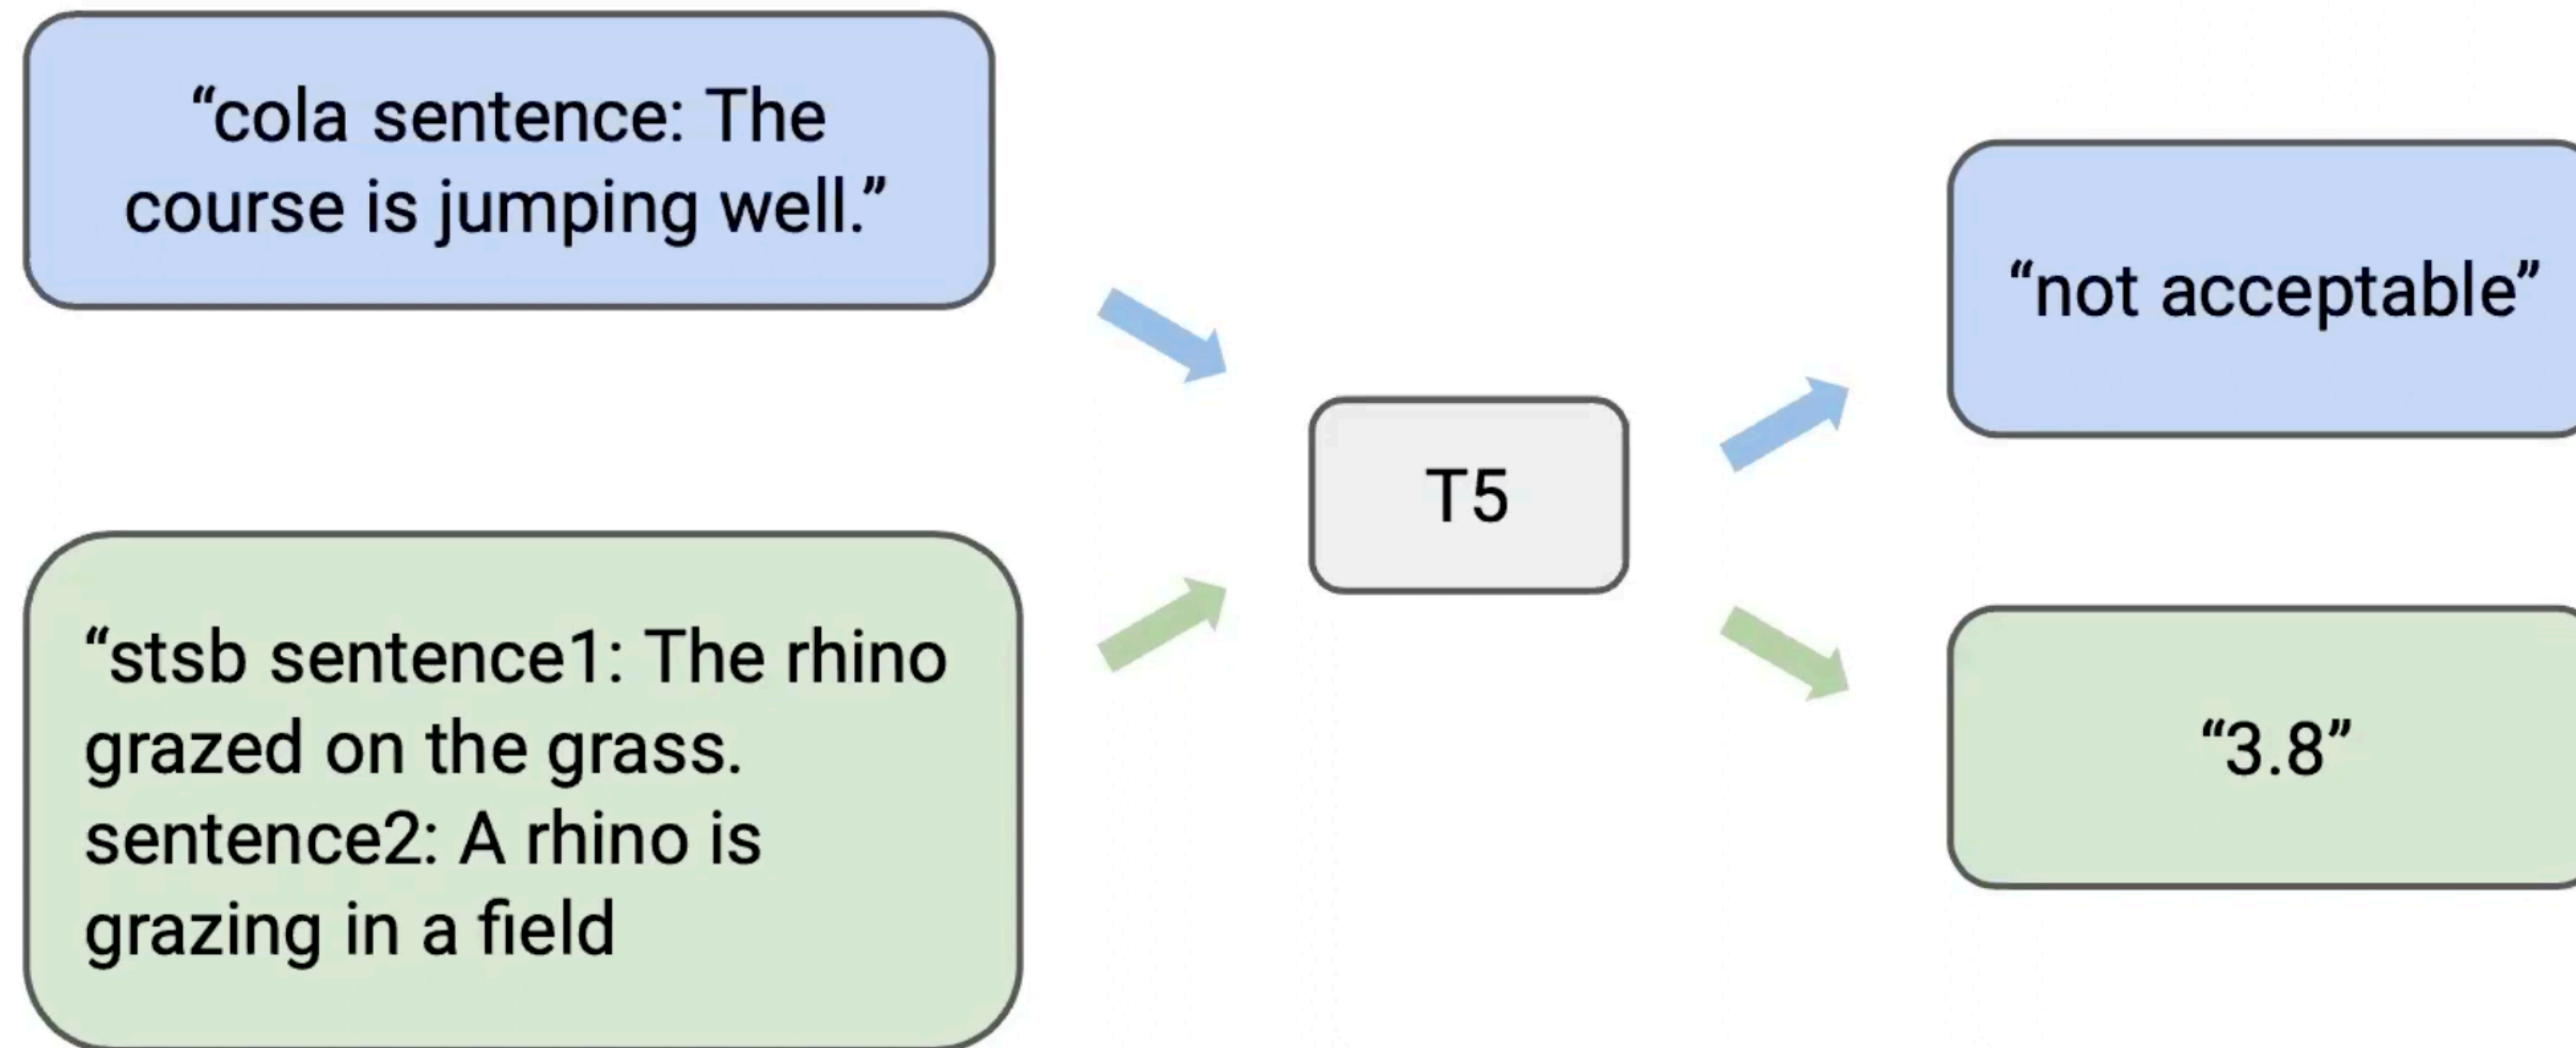 “cola sentence: The
course is jumping well.”
“not acceptable”
T5
“stsb sentence1: The rhino
grazed on the grass.
sentence2: A rhino is
grazing in a field
“3.8”